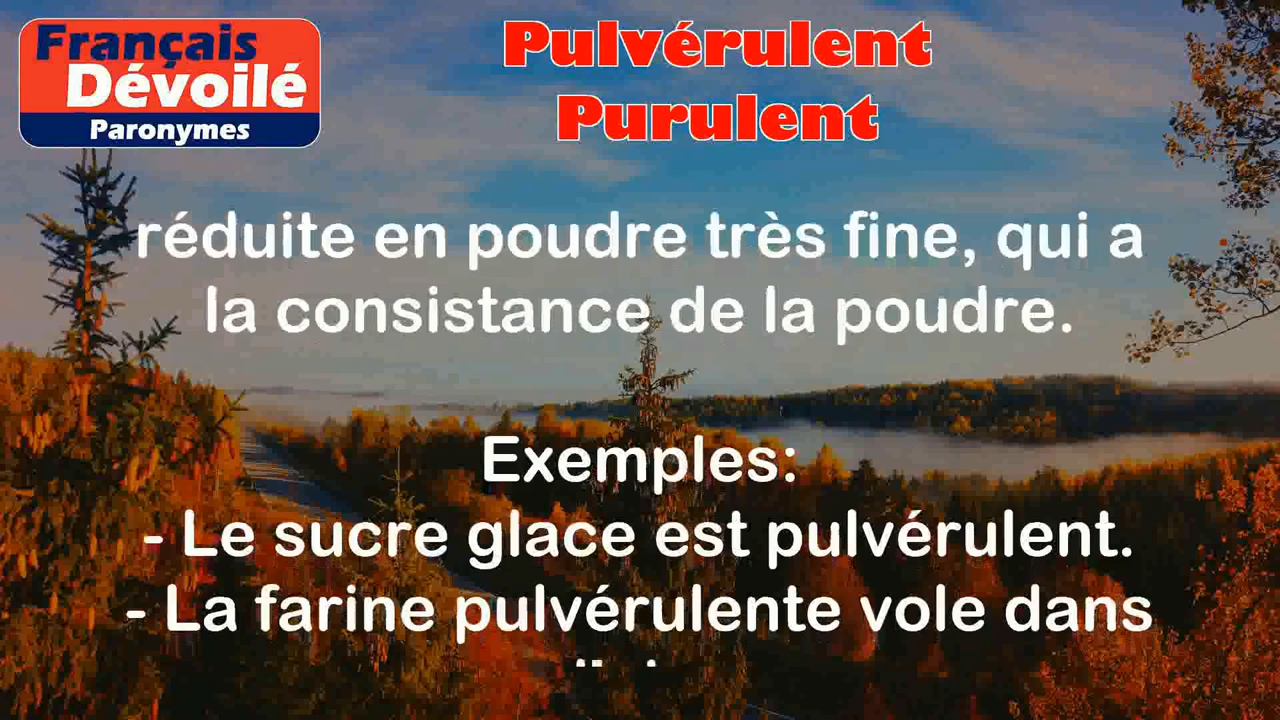 Français
Dévoilé
Paronymes
Pulvérulent
Purulent
réduite en poudre très fine, qui a
la consistance de la poudre.
Exemples:
- Le sucre glace est pulvérulent.
- La farine pulvérulente vole dans